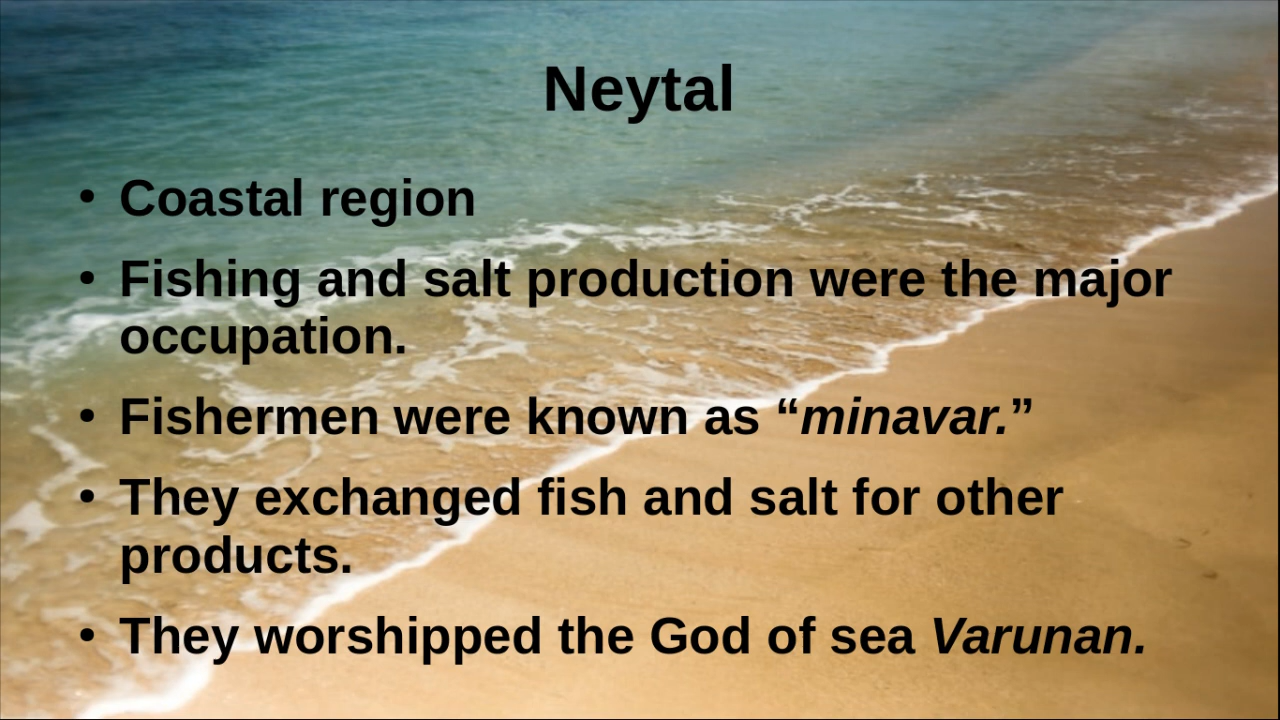 Neytal
• Coastal region
• Fishing and salt production were the major
occupation.
• Fishermen were known as “minavar.”
• They exchanged fish and salt for other
products.
• They worshipped the God of sea Varunan.